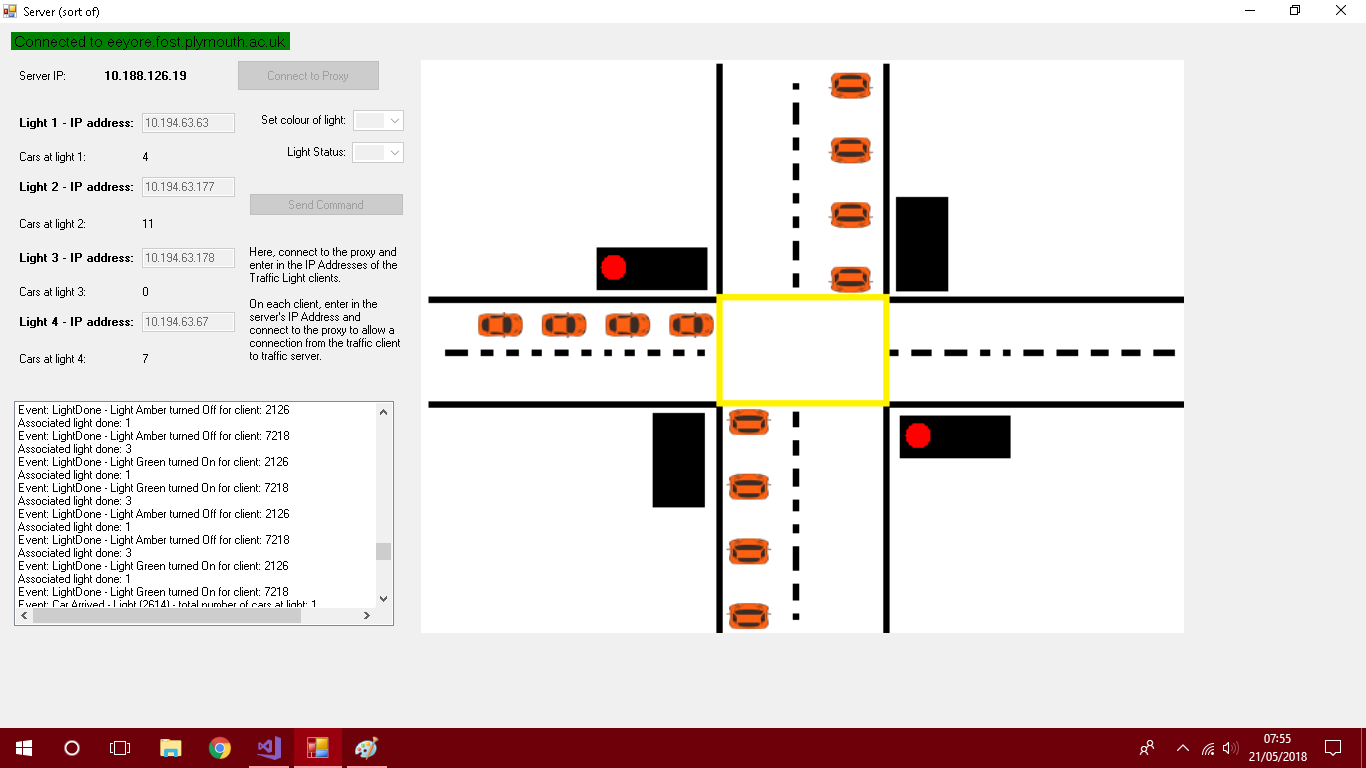 Server (sort of)
Connected to eeyore.fost.plymouth.ac.uk
Server IP: 10.188.126.19 Connect to Proxy
Light 1 - IP address: 10.194.63.63 Set colour of light:
Cars at light 1: 4 Light Status:
Light 2 - IP address: 10.194.63.177
Send Command
Cars at light 2: 11
Light 3 - IP address: 10.194.63.178
Cars at light 3: 0
Light 4 - IP address: 10.194.63.67
Cars at light 4: 7
Here, connect to the proxy and
enter in the IP Addresses of the
Traffic Light clients.
On each client, enter in the
server's IP Address and
connect to the proxy to allow a
connection from the traffic client
to traffic server.
Event: LightDone - Light Amber turned Off for client: 2126
Associated light done: 1
Event: LightDone - Light Amber turned Off for client: 7218
Associated light done: 3
Event: LightDone - Light Green turned On for client: 2126
Associated light done: 1
Event: LightDone - Light Green turned On for client: 7218
Associated light done: 3
Event: LightDone - Light Amber turned Off for client: 2126
Associated light done: 1
Event: LightDone - Light Amber turned Off for client: 7218
Associated light done: 3
Event: LightDone - Light Green turned On for client: 2126
Associated light done: 1
Event: LightDone - Light Green turned On for client: 7218
Event: Car Arrived - Light (2614) - total number of cars at light: 1
07:55
21/05/2018